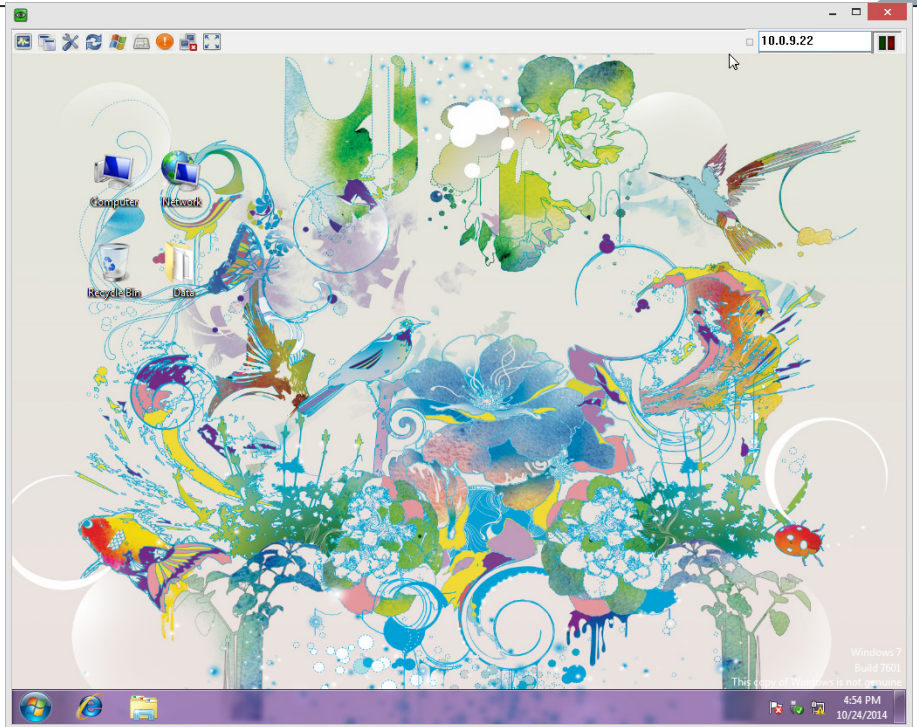 10.0.9.22
Computer
Network
Recycle Bin
Data
Windows 7
Build 7601
This copy of Windows is not genuine
4:54 PM
10/24/2014